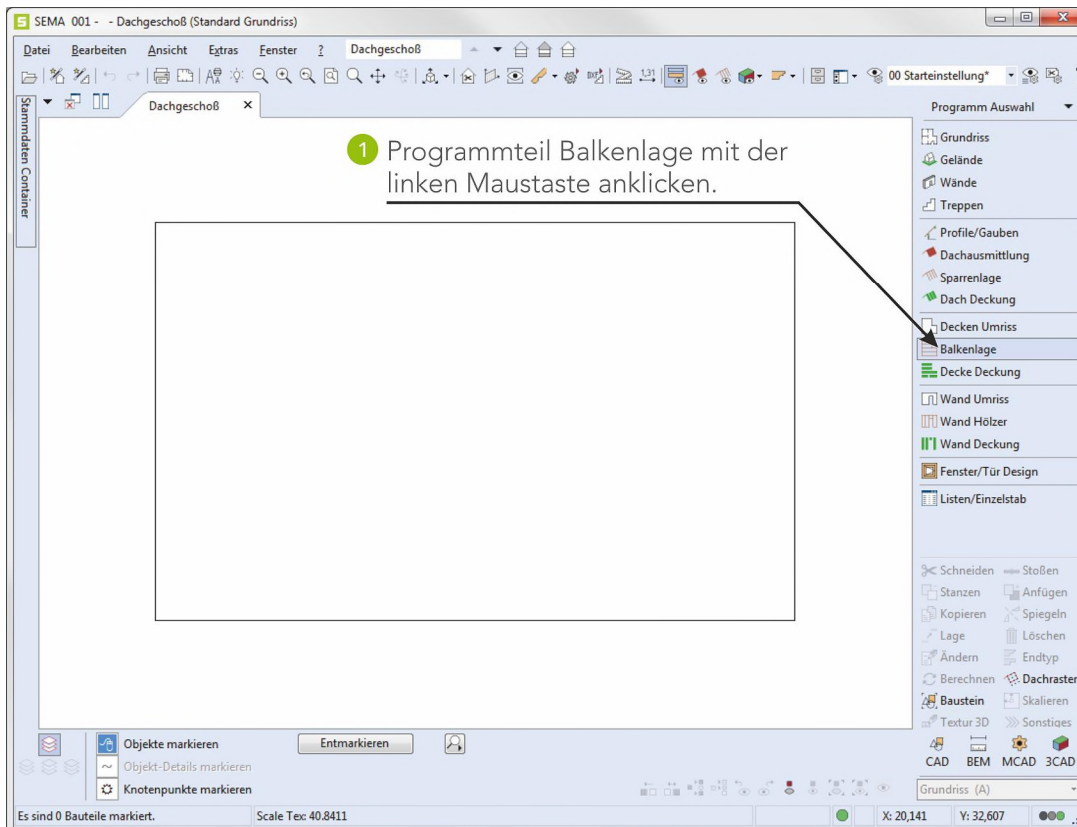 SEMA 001 - - Dachgeschoß (Standard Grundriss)
Datei Bearbeiten Ansicht Extras Fenster ? Dachgeschoß
1,31 00 Starteinstellung*
Stammdaten Container
Dachgeschoß
Programm Auswahl
1 Programmteil Balkenlage mit der
linken Maustaste anklicken.
Grundriss
Gelände
Wände
Treppen
Profile/Gauben
Dachausmittlung
Sparrenlage
Dach Deckung
Decken Umriss
Balkenlage
Decke Deckung
Wand Umriss
Wand Hölzer
Wand Deckung
Fenster/Tür Design
Listen/Einzelstab
Schneiden Stoßen
Stanzen Anfügen
Kopieren Spiegeln
Lage Löschen
Ändern Endtyp
Berechnen Dachraster
Baustein Skalieren
Textur 3D Sonstiges
CAD BEM MCAD 3CAD
Grundriss (A)
Objekte markieren Entmarkieren
Objekt-Details markieren
Knotenpunkte markieren
Es sind 0 Bauteile markiert. Scale Tex: 40.8411 X: 20,141 Y: 32,607